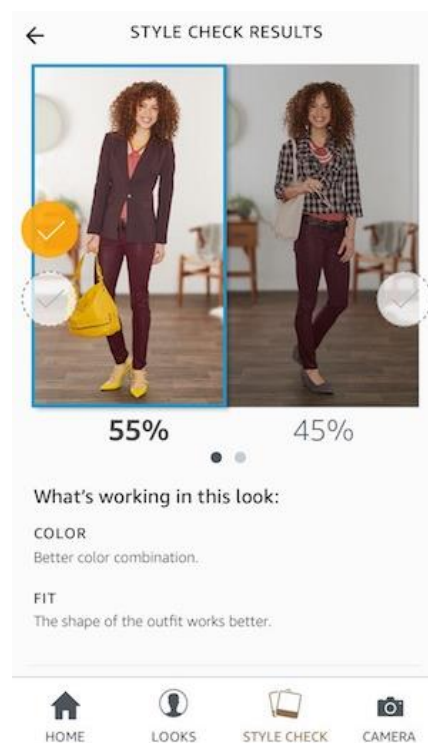 STYLE CHECK RESULTS
55% 45%
What's working in this look:
COLOR
Better color combination.
FIT
The shape of the outfit works better.
HOME LOOKS STYLE CHECK CAMERA